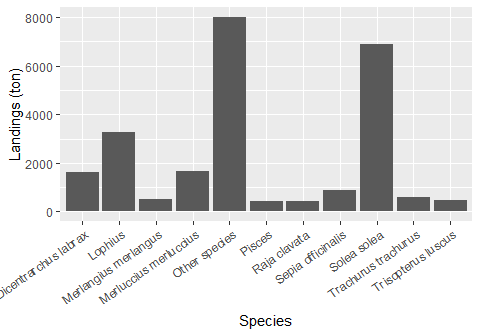 Landings (ton)
8000
6000
4000
2000
0
Dicentrarchus labrax
Lophius
Merlangius merlangus
Merluccius merluccius
Other species
Pisces
Raja clavata
Sepia officinalis
Solea solea
Trachurus trachurus
Trisopterus luscus
Species